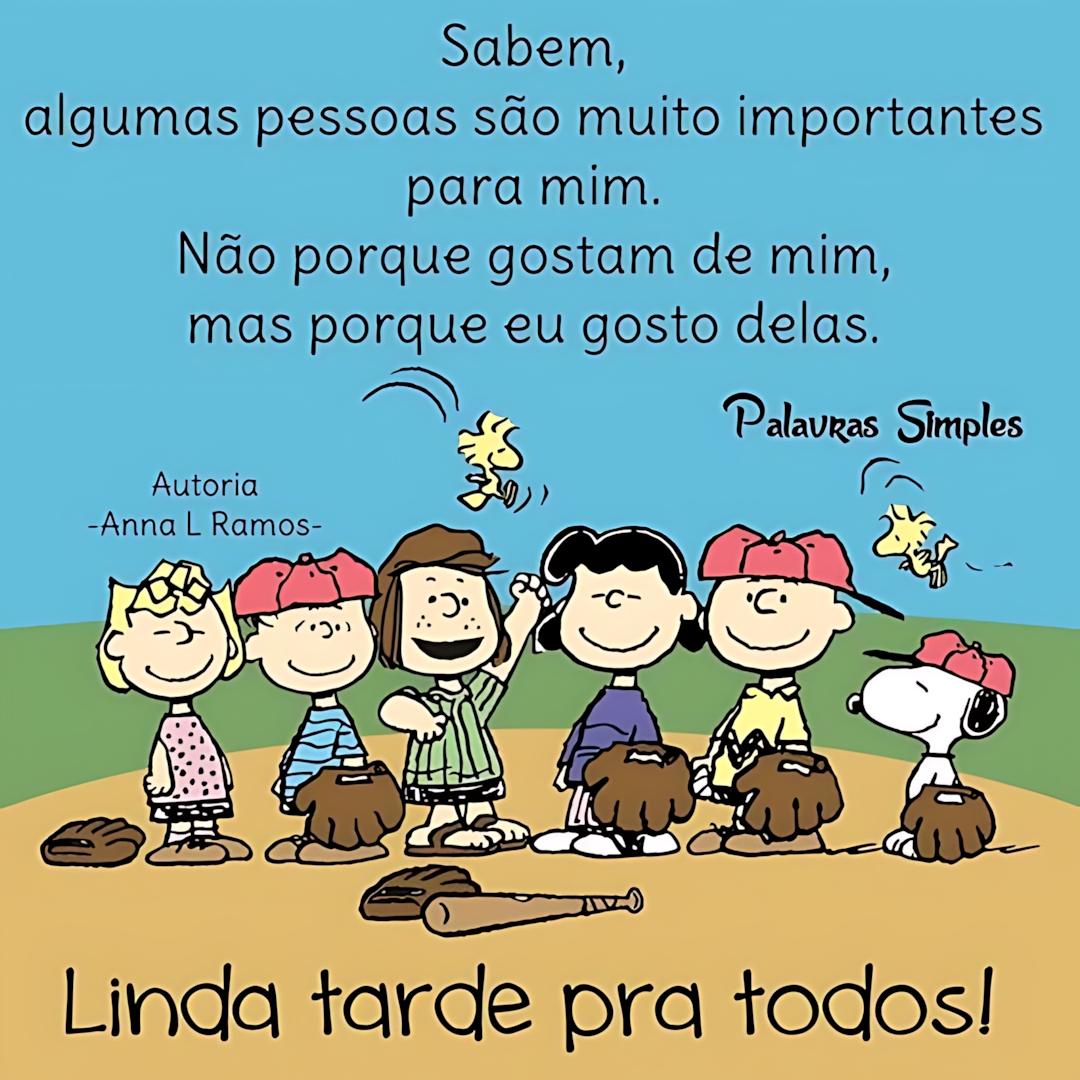 Sabem,
algumas pessoas são muito importantes
para mim.
Não porque gostam de mim,
mas porque eu gosto delas.
Palavras Simples
Autoria
-Anna L Ramos-
Linda tarde pra todos!